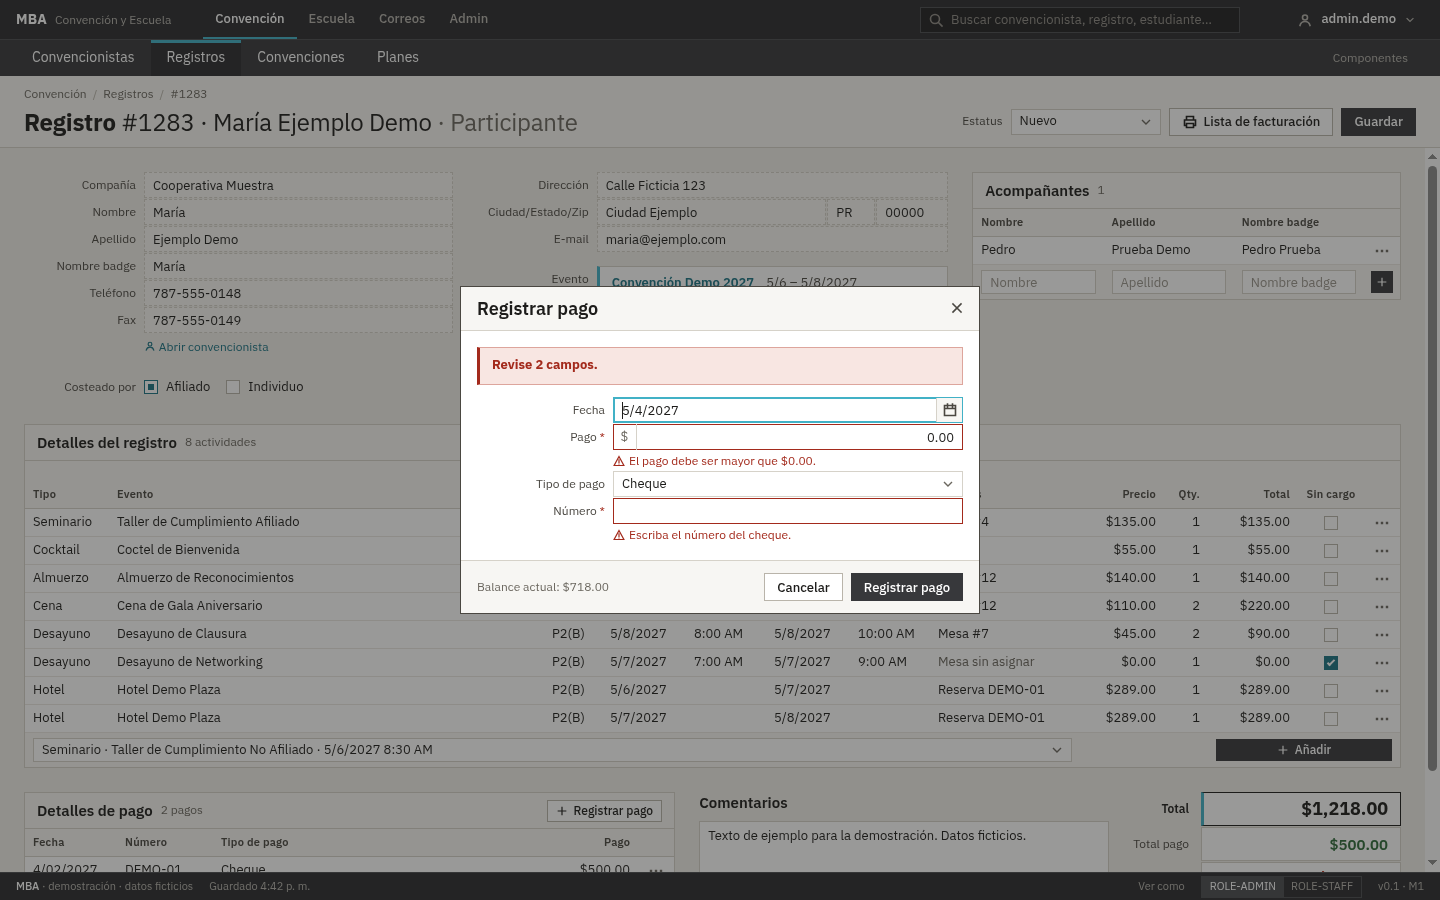 MBA Convención y Escuela Convención Escuela Correos Admin Buscar convencionista, registro, estudiante... admin.demo
Convencionistas Registros Convenciones Planes Componentes
Convención / Registros / #1283
Registro #1283 · María Ejemplo Demo · Participante Estatus Nuevo Lista de facturación Guardar
Compañía Cooperativa Muestra Dirección Calle Ficticia 123 Acompañantes 1
Nombre María Ciudad/Estado/Zip Ciudad Ejemplo PR 00000 Nombre Apellido Nombre badge
Apellido Ejemplo Demo E-mail maria@ejemplo.com Pedro Prueba Demo Pedro Prueba
Nombre badge María
Teléfono 787-555-0148 Evento Convención Demo 2027 5/6 – 5/8/2027 Nombre Apellido Nombre badge
Fax 787-555-0149
Abrir convencionista
Costeado por Afiliado Individuo
Registrar pago
Revise 2 campos.
Fecha 5/4/2027
Pago * $ 0.00
El pago debe ser mayor que $0.00.
Tipo de pago Cheque
Número *
Escriba el número del cheque.
Balance actual: $718.00 Cancelar Registrar pago
Detalles del registro 8 actividades
Tipo Evento Precio Qty. Total Sin cargo
Seminario Taller de Cumplimiento Afiliado 4 $135.00 1 $135.00
Cocktail Coctel de Bienvenida $55.00 1 $55.00
Almuerzo Almuerzo de Reconocimientos 12 $140.00 1 $140.00
Cena Cena de Gala Aniversario 12 $110.00 2 $220.00
Desayuno Desayuno de Clausura P2(B) 5/8/2027 8:00 AM 5/8/2027 10:00 AM Mesa #7 $45.00 2 $90.00
Desayuno Desayuno de Networking P2(B) 5/7/2027 7:00 AM 5/7/2027 9:00 AM Mesa sin asignar $0.00 1 $0.00
Hotel Hotel Demo Plaza P2(B) 5/6/2027 5/7/2027 Reserva DEMO-01 $289.00 1 $289.00
Hotel Hotel Demo Plaza P2(B) 5/7/2027 5/8/2027 Reserva DEMO-01 $289.00 1 $289.00
Seminario · Taller de Cumplimiento No Afiliado · 5/6/2027 8:30 AM + Añadir
Detalles de pago 2 pagos + Registrar pago Comentarios Total $1,218.00
Fecha Número Tipo de pago Pago Texto de ejemplo para la demostración. Datos ficticios. Total pago $500.00
4/02/2027 DEMO-01 Cheque $500.00
MBA · demostración · datos ficticios Guardado 4:42 p. m. Ver como ROLE-ADMIN ROLE-STAFF v0.1 · M1